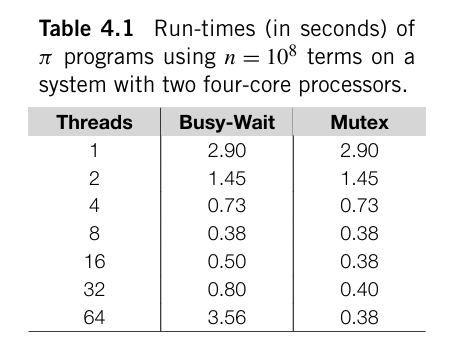 Table 4.1 Run-times (in seconds) of
π programs using n = 10⁸ terms on a
system with two four-core processors.
Threads Busy-Wait Mutex
1 2.90 2.90
2 1.45 1.45
4 0.73 0.73
8 0.38 0.38
16 0.50 0.38
32 0.80 0.40
64 3.56 0.38